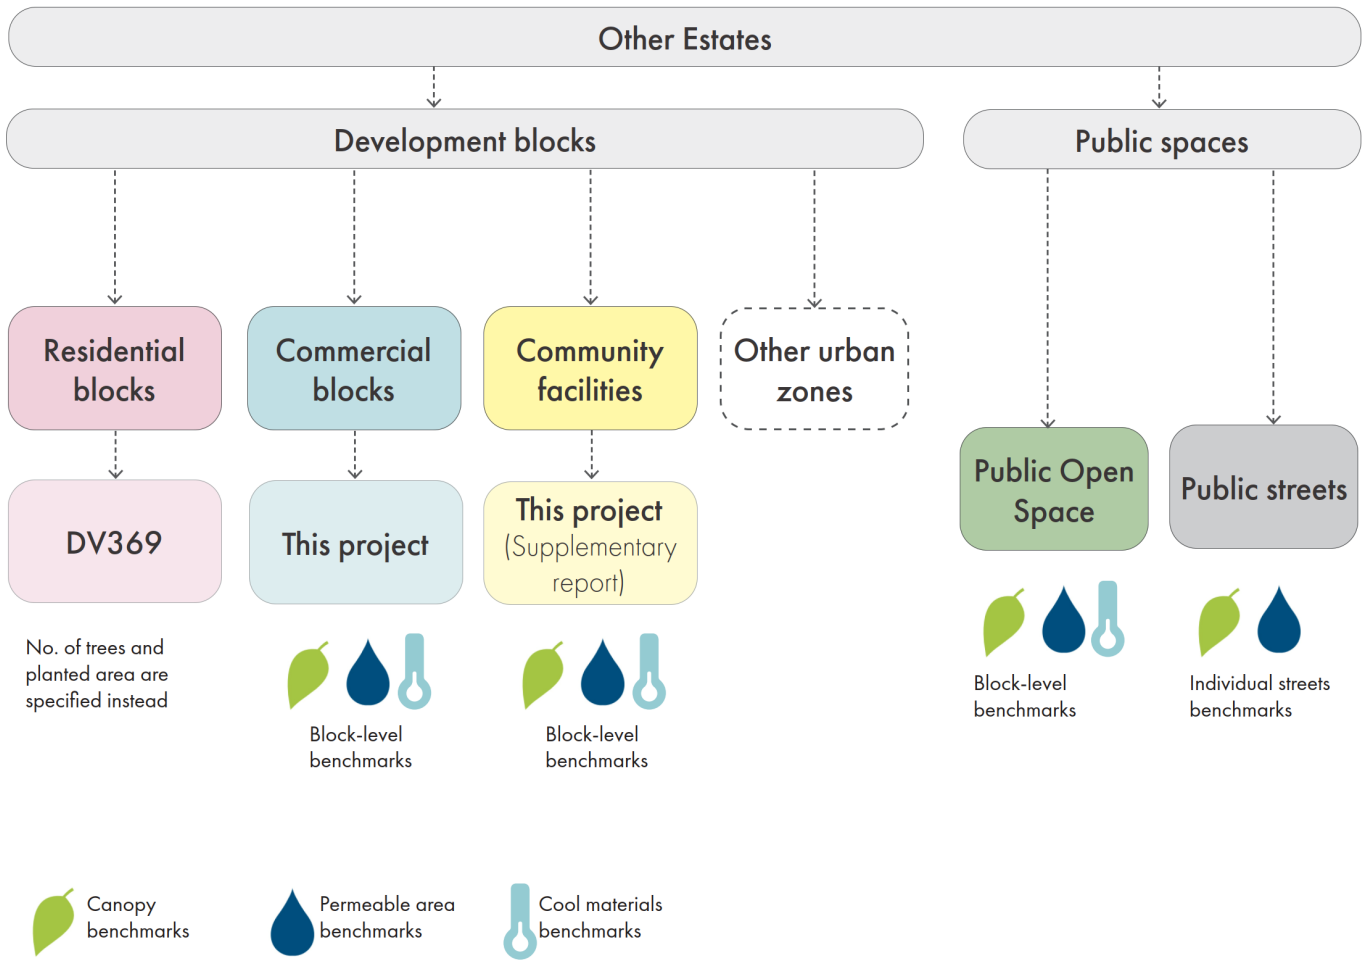 Other Estates
Development blocks
Public spaces
Residential
blocks
Commercial
blocks
Community
facilities
Other urban
zones
Public Open
Space
Public streets
DV369
This project
This project
(Supplementary
report)
No. of trees and
planted area are
specified instead
Block-level
benchmarks
Block-level
benchmarks
Block-level
benchmarks
Individual streets
benchmarks
Canopy
benchmarks
Permeable area
benchmarks
Cool materials
benchmarks